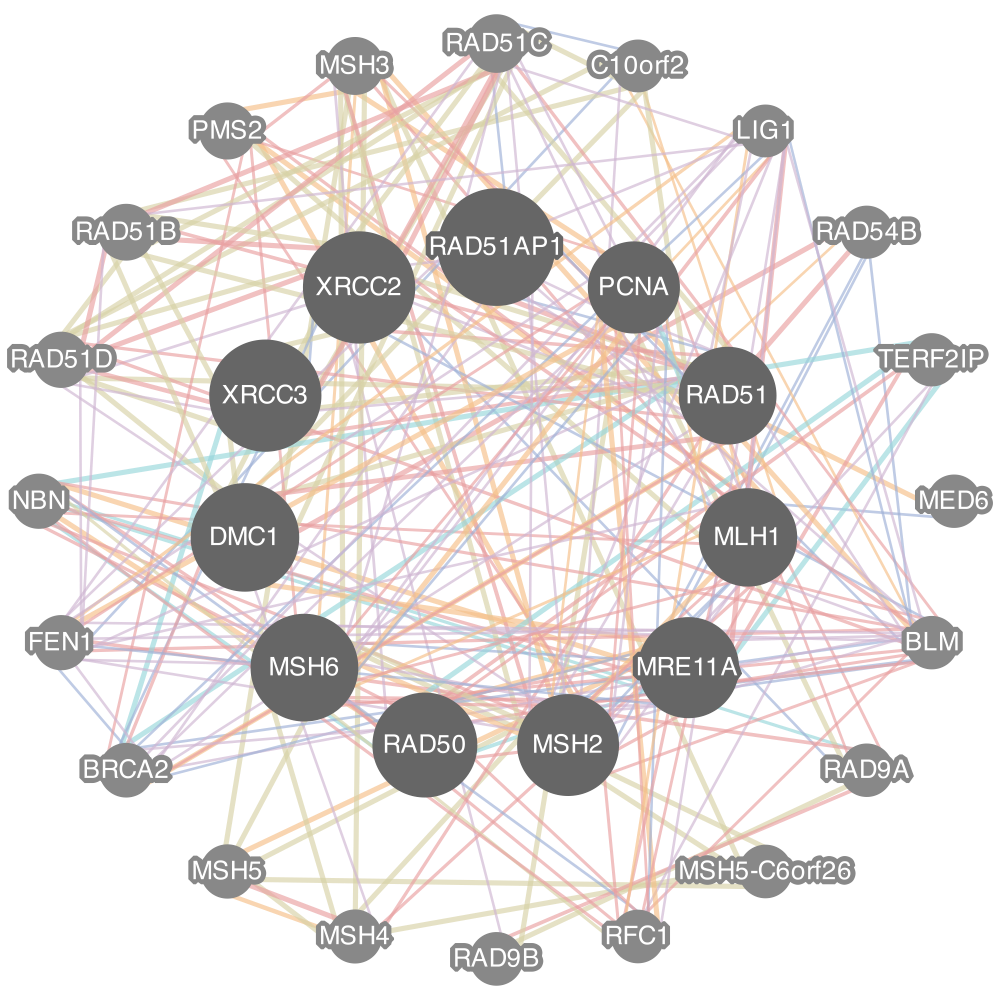 RAD51C
MSH3
C10orf2
PMS2
LIG1
RAD51B
RAD54B
RAD51AP1
XRCC2
PCNA
RAD51D
TERF2IP
XRCC3
RAD51
NBN
MED6
DMC1
MLH1
FEN1
BLM
MSH6
MRE11A
RAD50
MSH2
BRCA2
RAD9A
MSH5
MSH5-C6orf26
MSH4
RFC1
RAD9B